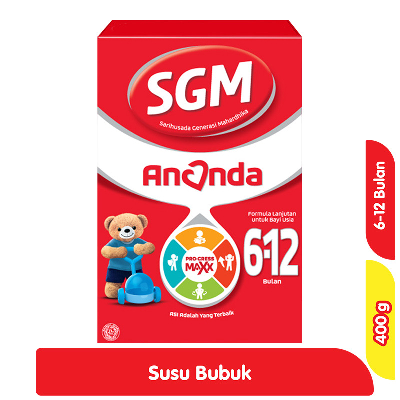 SGM
Sarihusada Generasi Mahardhika
Ananda
Formula Lanjutan
untuk Bayi Usia
6-12
Bulan
PRO-GRESS
MAXX
ASI Adalah Yang Terbaik
6-12 Bulan
400 g
Susu Bubuk